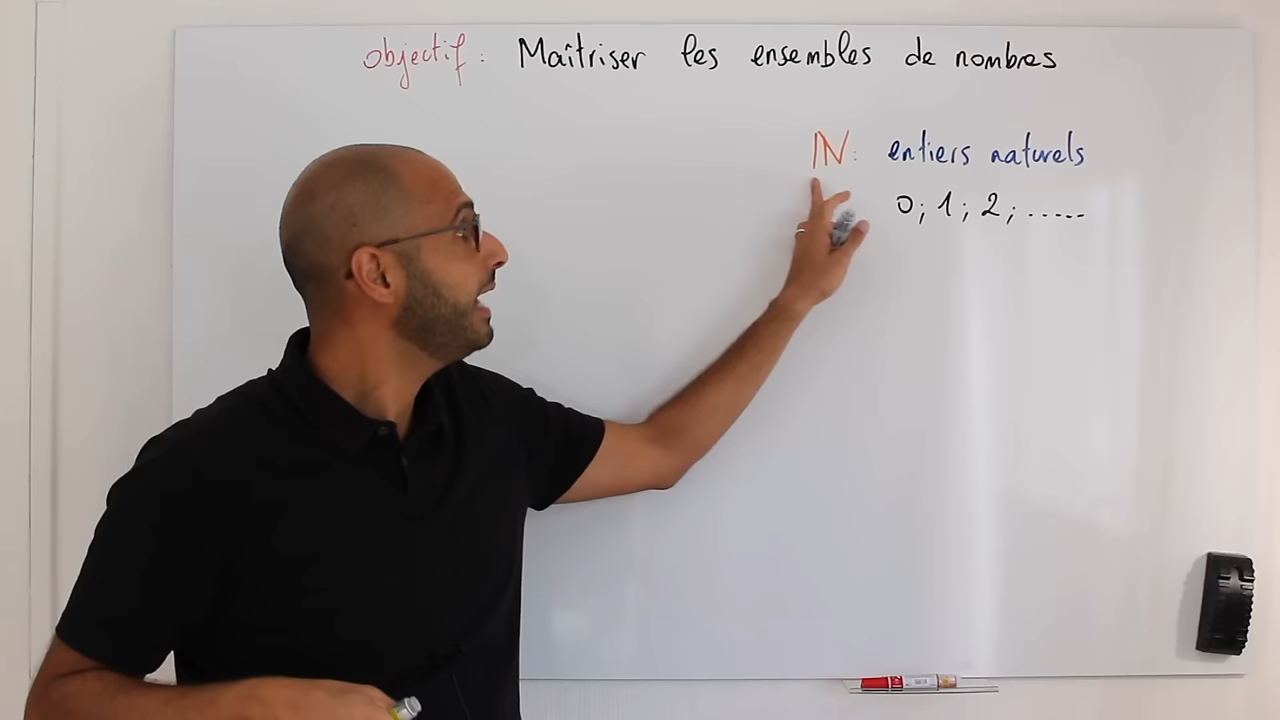 Objectif : Maîtriser les ensembles de nombres
IN : entiers naturels
0 ; 1 ; 2 ; .....